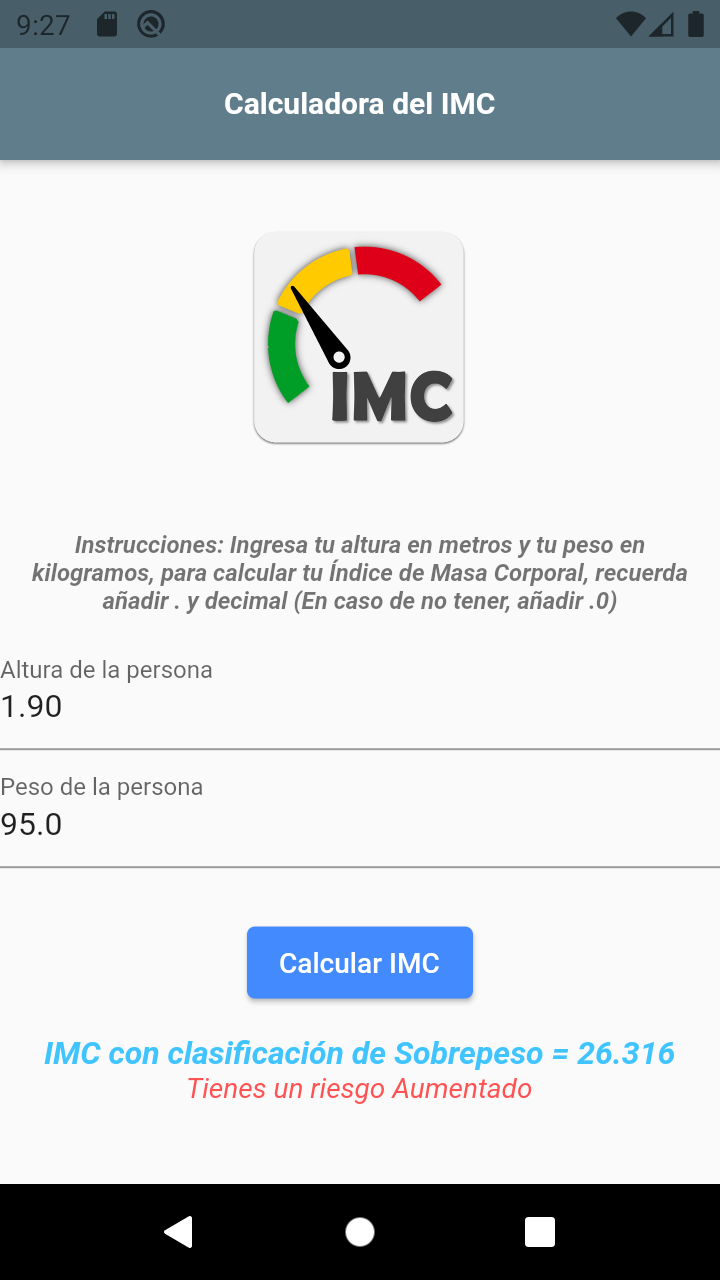 9:27
Calculadora del IMC
IMC
Instrucciones: Ingresa tu altura en metros y tu peso en
kilogramos, para calcular tu Índice de Masa Corporal, recuerda
añadir . y decimal (En caso de no tener, añadir .0)
Altura de la persona
1.90
Peso de la persona
95.0
Calcular IMC
IMC con clasificación de Sobrepeso = 26.316
Tienes un riesgo Aumentado